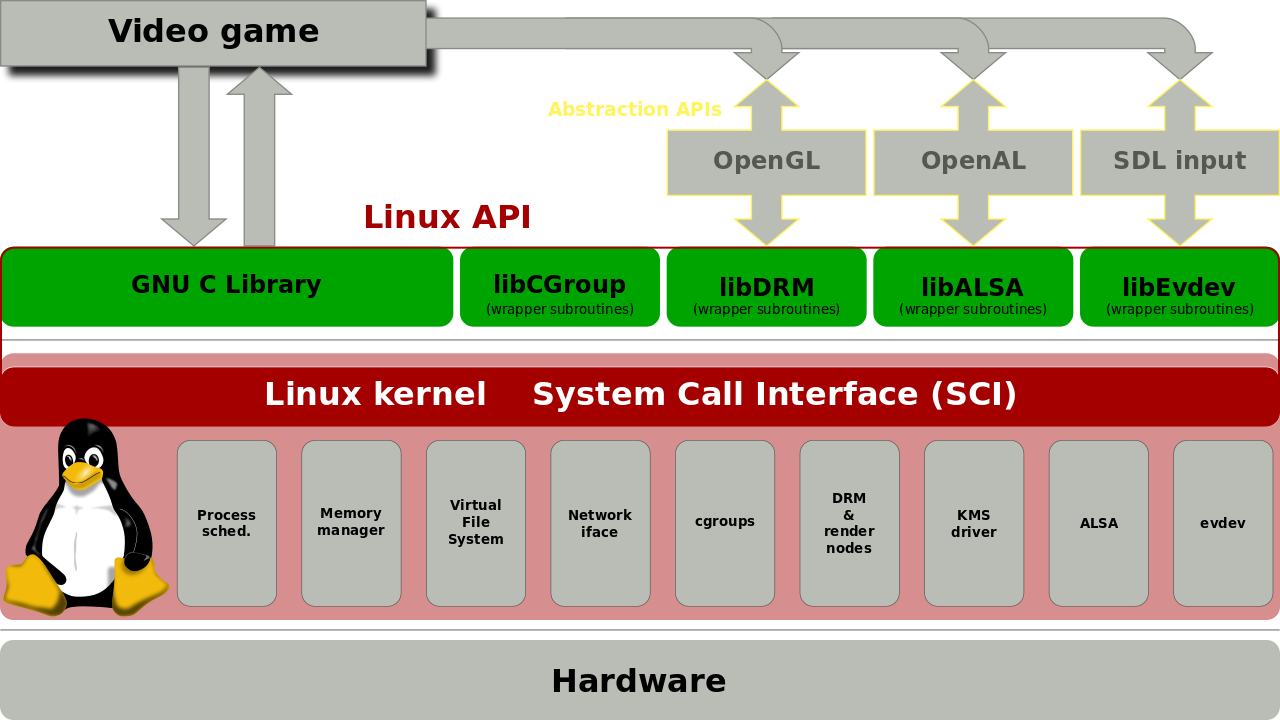 Video game
Abstraction APIs
OpenGL
OpenAL
SDL input
Linux API
GNU C Library
libCGroup
(wrapper subroutines)
libDRM
(wrapper subroutines)
libALSA
(wrapper subroutines)
libEvdev
(wrapper subroutines)
Linux kernel System Call Interface (SCI)
Process
sched.
Memory
manager
Virtual
File
System
Network
iface
cgroups
DRM
&
render
nodes
KMS
driver
ALSA
evdev
Hardware